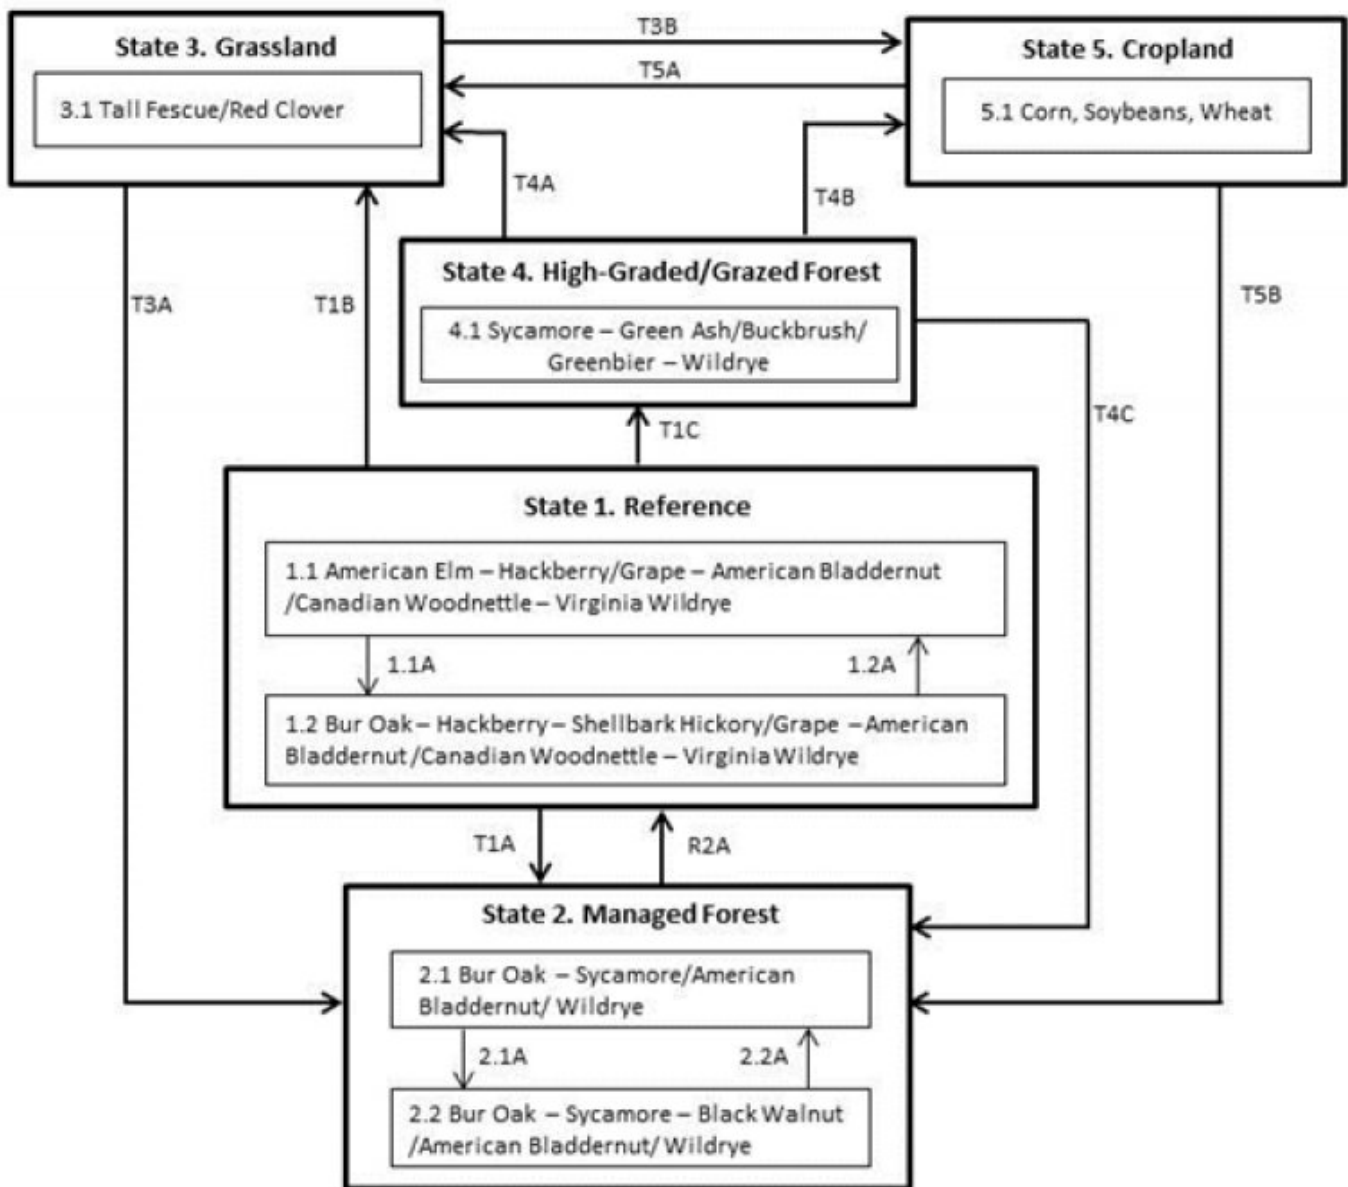 State 3. Grassland
3.1 Tall Fescue/Red Clover
T3B
T5A
State 5. Cropland
5.1 Corn, Soybeans, Wheat
T4A
T4B
State 4. High-Graded/Grazed Forest
4.1 Sycamore – Green Ash/Buckbrush/
Greenbier – Wildrye
T3A
T1B
T5B
T4C
T1C
State 1. Reference
1.1 American Elm – Hackberry/Grape – American Bladdernut
/Canadian Woodnettle – Virginia Wildrye
1.1A
1.2A
1.2 Bur Oak – Hackberry – Shellbark Hickory/Grape – American
Bladdernut /Canadian Woodnettle – Virginia Wildrye
T1A
R2A
State 2. Managed Forest
2.1 Bur Oak – Sycamore/American
Bladdernut/ Wildrye
2.1A
2.2A
2.2 Bur Oak – Sycamore – Black Walnut
/American Bladdernut/ Wildrye